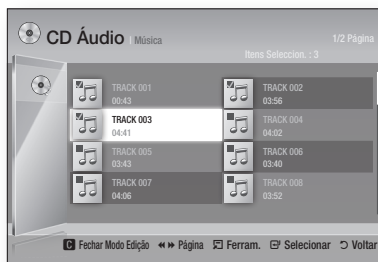 CD Áudio | Música
1/2 Página
Itens Seleccion. : 3
TRACK 001
00:43
TRACK 002
03:56
TRACK 003
04:41
TRACK 004
04:02
TRACK 005
03:43
TRACK 006
03:40
TRACK 007
04:06
TRACK 008
03:52
C Fechar Modo Edição Página Ferram. Selecionar Voltar